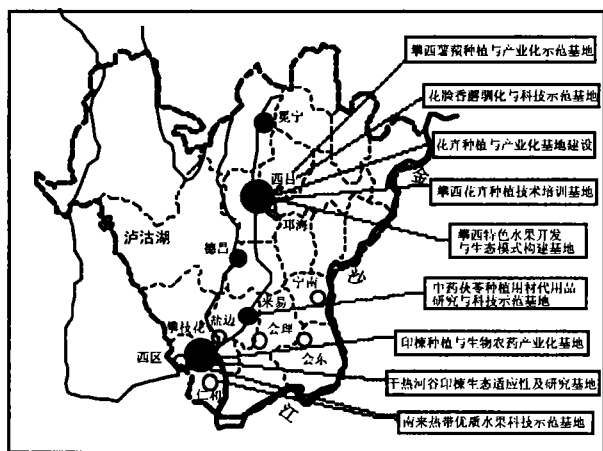 攀西薯蓣种植与产业化示范基地
花脸香蘑驯化与科技示范基地
花卉种植与产业化基地建设
攀西花卉种植技术培训基地
攀西特色水果开发
与生态模式构建基地
中药茯苓种植用材代用品
研究与科技示范基地
印楝种植与生物农药产业化基地
干热河谷印楝生态适应性及研究基地
南来热带优质水果科技示范基地
冕宁
西昌
邛海
泸沽湖
德昌
宁南
米易
盐边
会理
会东
攀枝花
西区
仁和
金
沙
江